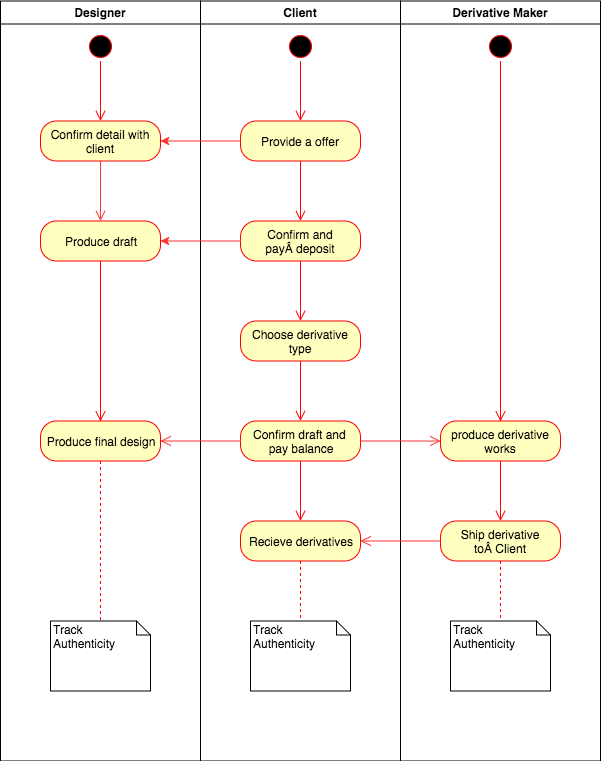 Designer
Client
Derivative Maker
Confirm detail with
client
Provide a offer
Produce draft
Confirm and
payÂ deposit
Choose derivative
type
Produce final design
Confirm draft and
pay balance
produce derivative
works
Recieve derivatives
Ship derivative
toÂ Client
Track
Authenticity
Track
Authenticity
Track
Authenticity